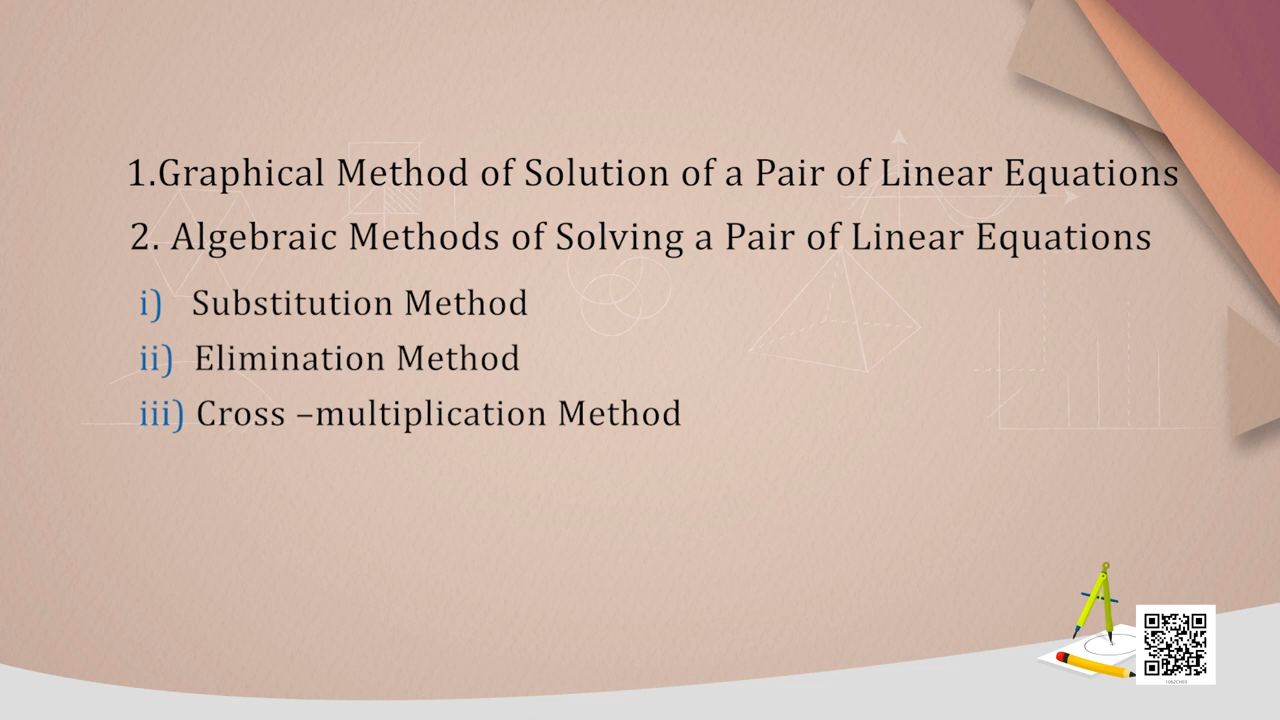 1.Graphical Method of Solution of a Pair of Linear Equations
2. Algebraic Methods of Solving a Pair of Linear Equations
i) Substitution Method
ii) Elimination Method
iii) Cross –multiplication Method